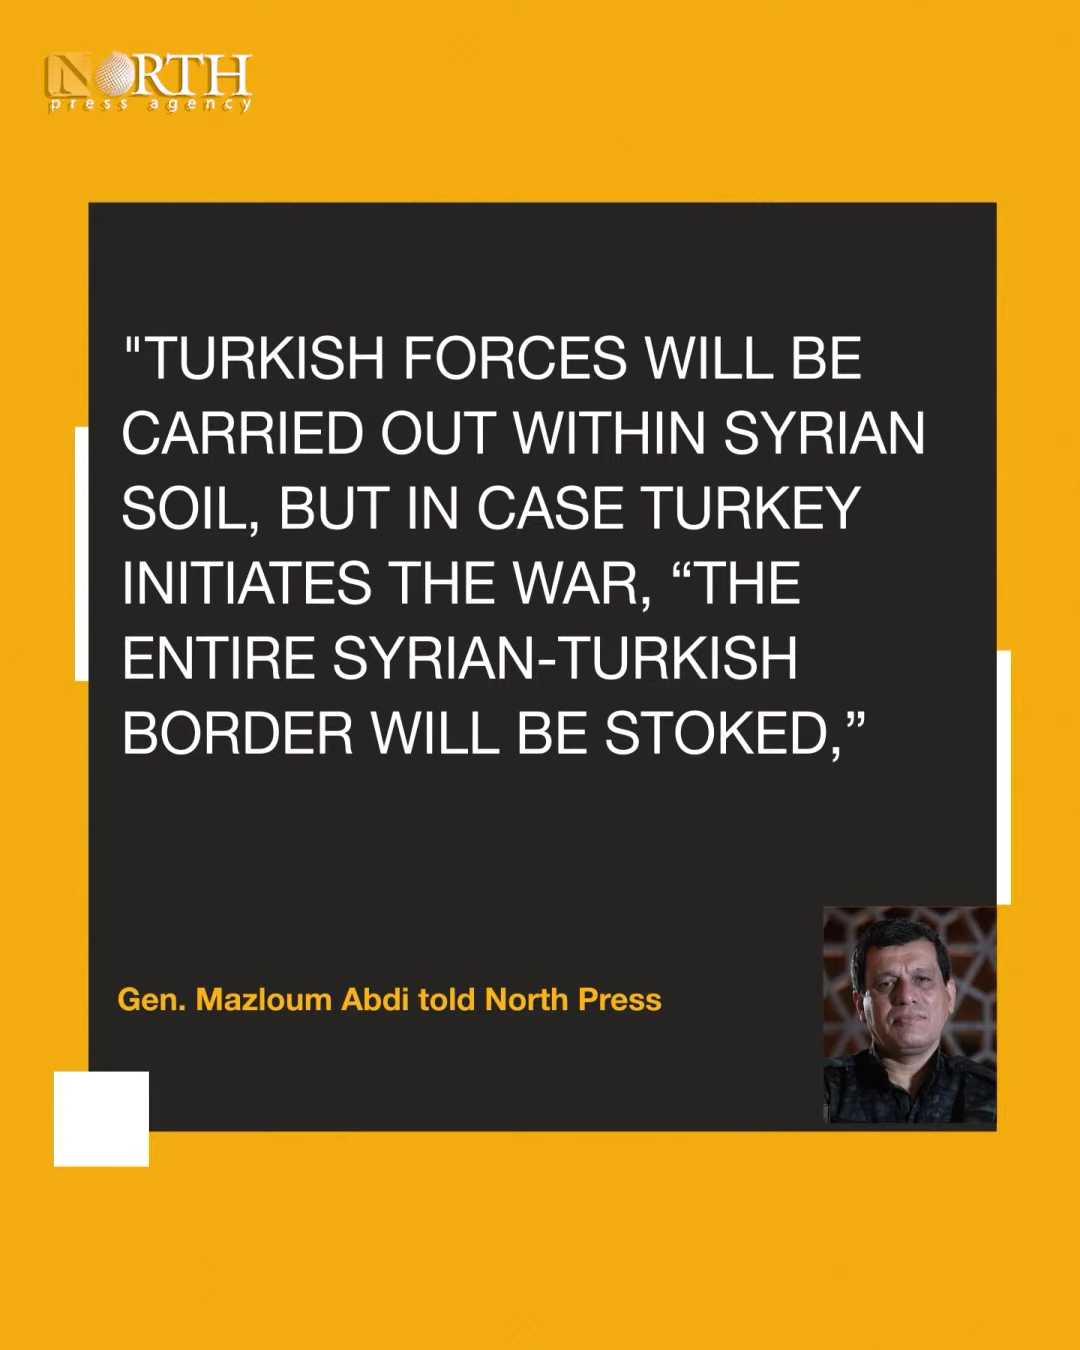 NORTH
press agency
"TURKISH FORCES WILL BE
CARRIED OUT WITHIN SYRIAN
SOIL, BUT IN CASE TURKEY
INITIATES THE WAR, “THE
ENTIRE SYRIAN-TURKISH
BORDER WILL BE STOKED,”
Gen. Mazloum Abdi told North Press